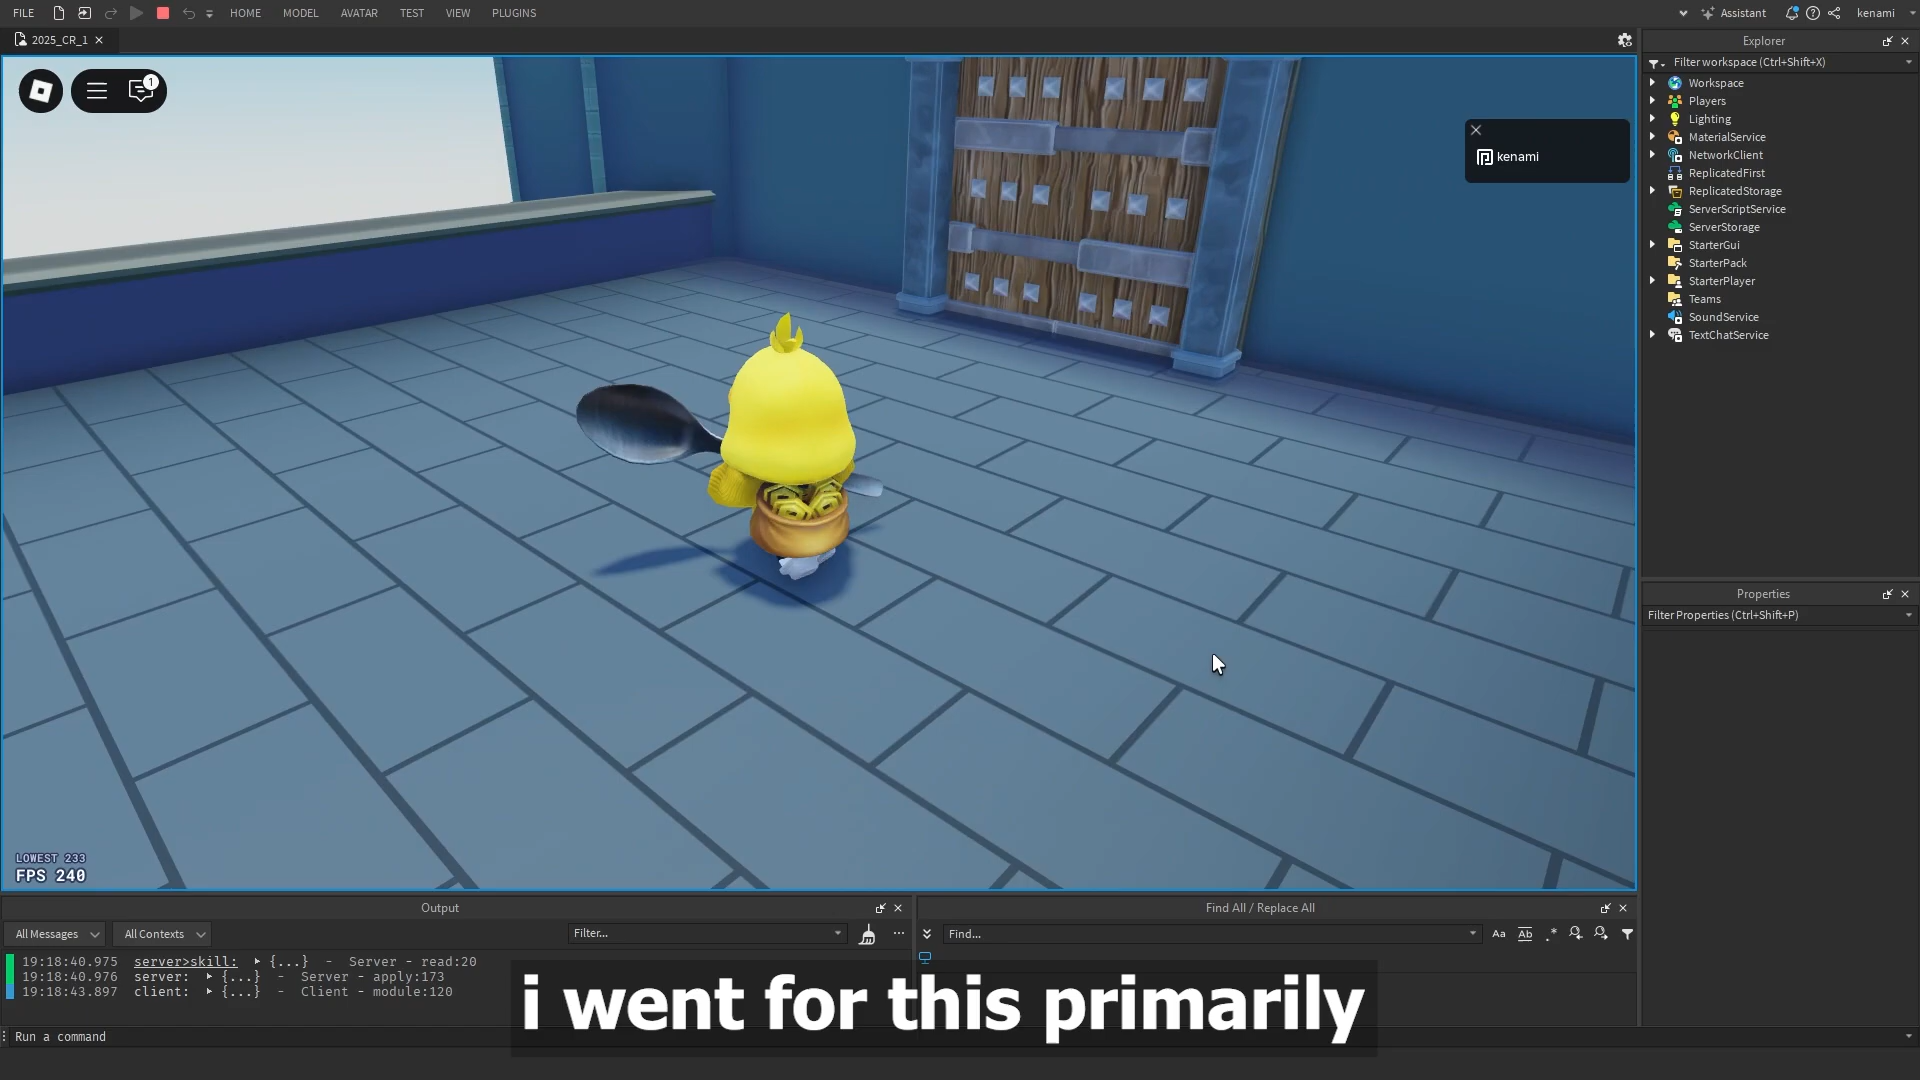 FILE HOME MODEL AVATAR TEST VIEW PLUGINS Assistant kenami
2025_CR_1
Explorer
Filter workspace (Ctrl+Shift+X)
Workspace
Players
Lighting
MaterialService
NetworkClient
ReplicatedFirst
ReplicatedStorage
ServerScriptService
ServerStorage
StarterGui
StarterPack
StarterPlayer
Teams
SoundService
TextChatService
1
kenami
Properties
Filter Properties (Ctrl+Shift+P)
LOWEST 233
FPS 240
Output
All Messages All Contexts Filter... ...
19:18:40.975 server>skill: ▸ {...} - Server - read:20
19:18:40.976 server: ▸ {...} - Server - apply:173
19:18:43.897 client: ▸ {...} - Client - module:120
Find All / Replace All
Find... Aa Ab .*
i went for this primarily
Run a command